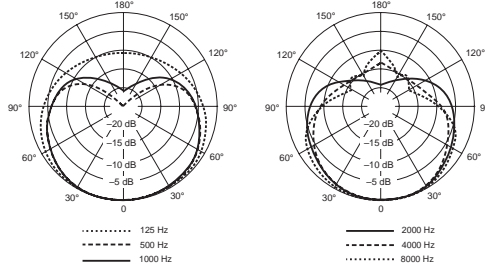 180°
150° 150°
120° 120°
90° 90°
60° 60°
30° 30°
0
–20 dB
–15 dB
–10 dB
–5 dB
125 Hz
500 Hz
1000 Hz
180°
150° 150°
120° 120°
90°
60° 60°
30° 30°
0
–20 dB
–15 dB
–10 dB
–5 dB
2000 Hz
4000 Hz
8000 Hz